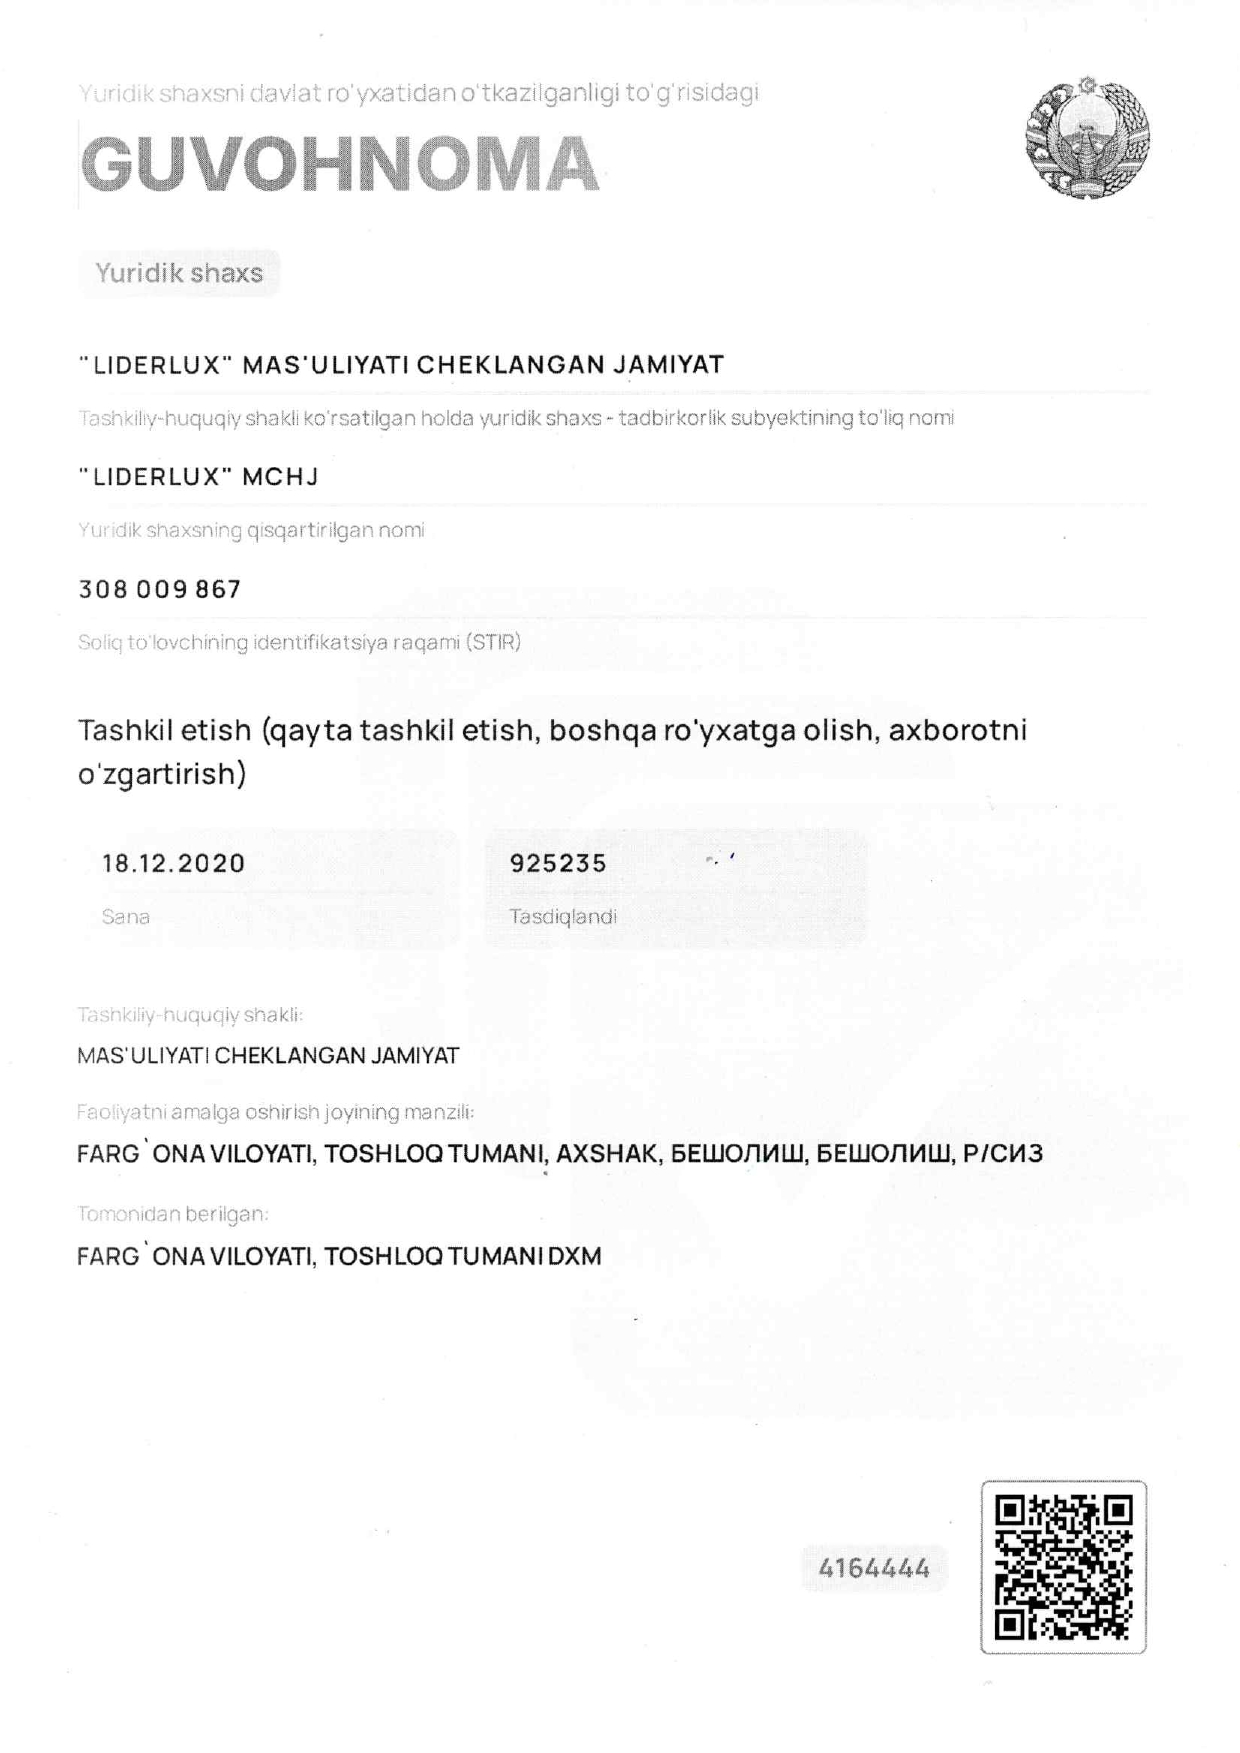 Yuridik shaxsni davlat ro'yxatidan o'tkazilganligi to'g'risidagi
GUVOHNOMA
Yuridik shaxs
"LIDERLUX" MAS'ULIYATI CHEKLANGAN JAMIYAT
Tashkiliy-huquqiy shakli ko'rsatilgan holda yuridik shaxs - tadbirkorlik subyektining to'liq nomi
"LIDERLUX" MCHJ
Yuridik shaxsning qisqartirilgan nomi
308 009 867
Soliq to'lovchining identifikatsiya raqami (STIR)
Tashkil etish (qayta tashkil etish, boshqa ro'yxatga olish, axborotni
o'zgartirish)
18.12.2020 925235
Sana Tasdiqlandi
Tashkiliy-huquqiy shakli:
MAS'ULIYATI CHEKLANGAN JAMIYAT
Faoliyatni amalga oshirish joyining manzili:
FARG`ONA VILOYATI, TOSHLOQ TUMANI, AXSHAK, БЕШОЛИШ, БЕШОЛИШ, Р/СИЗ
Tomonidan berilgan:
FARG`ONA VILOYATI, TOSHLOQ TUMANI DXM
4164444